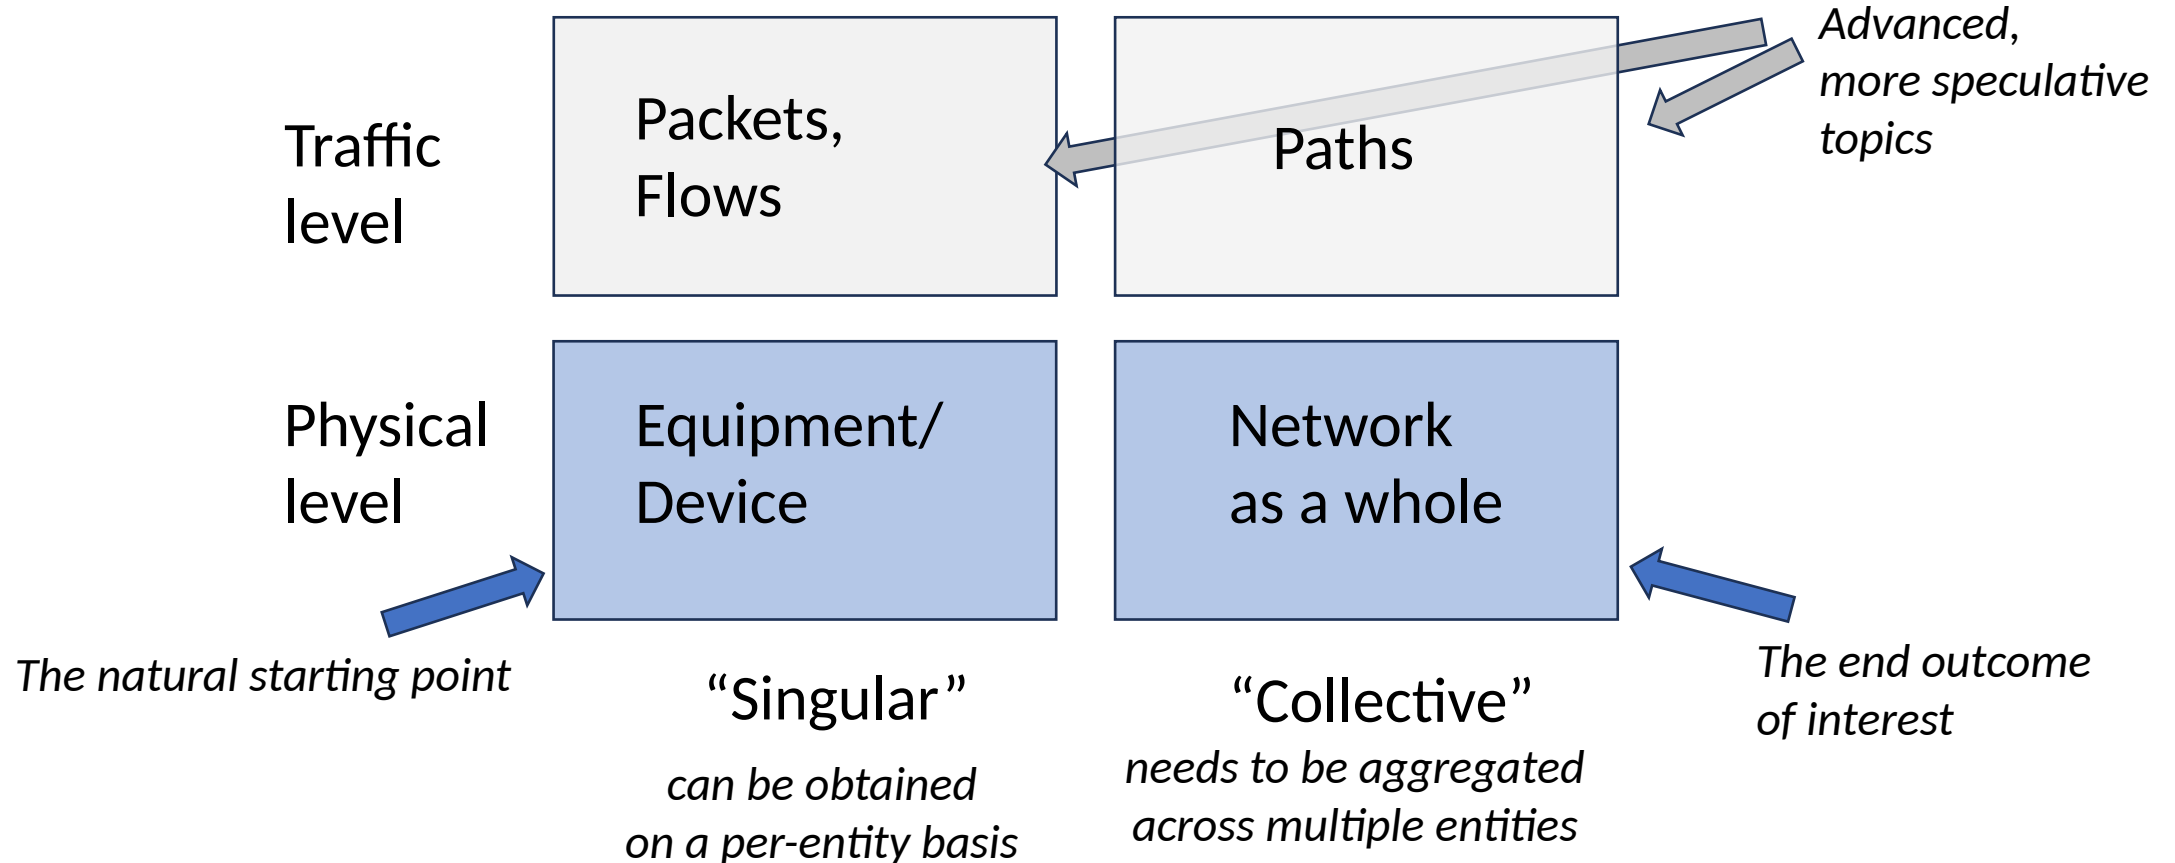 Advanced,
more speculative
topics
Traffic
level
Packets,
Flows
Paths
Physical
level
Equipment/
Device
Network
as a whole
The natural starting point
“Singular”
can be obtained
on a per-entity basis
“Collective”
needs to be aggregated
across multiple entities
The end outcome
of interest